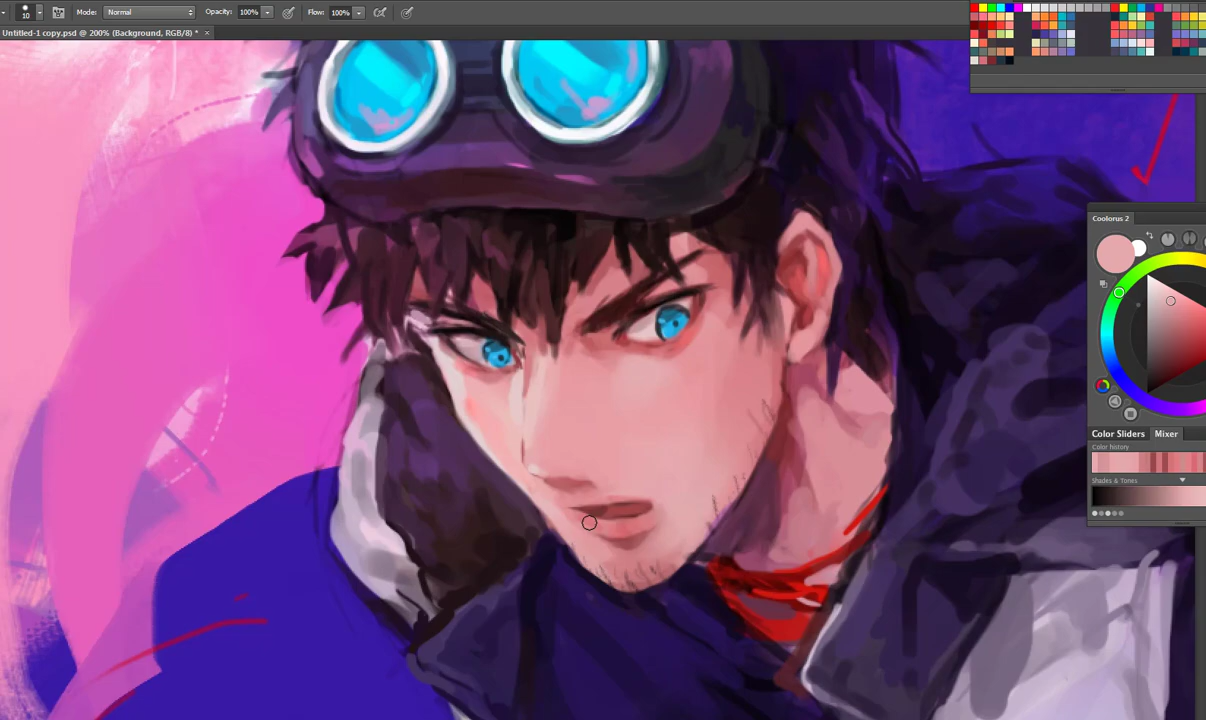 10 Mode: Normal Opacity: 100% Flow: 100%
Untitled-1 copy.psd @ 200% (Background, RGB/8) * ×
Coolorus 2
Color Sliders Mixer
Color history
Shades & Tones